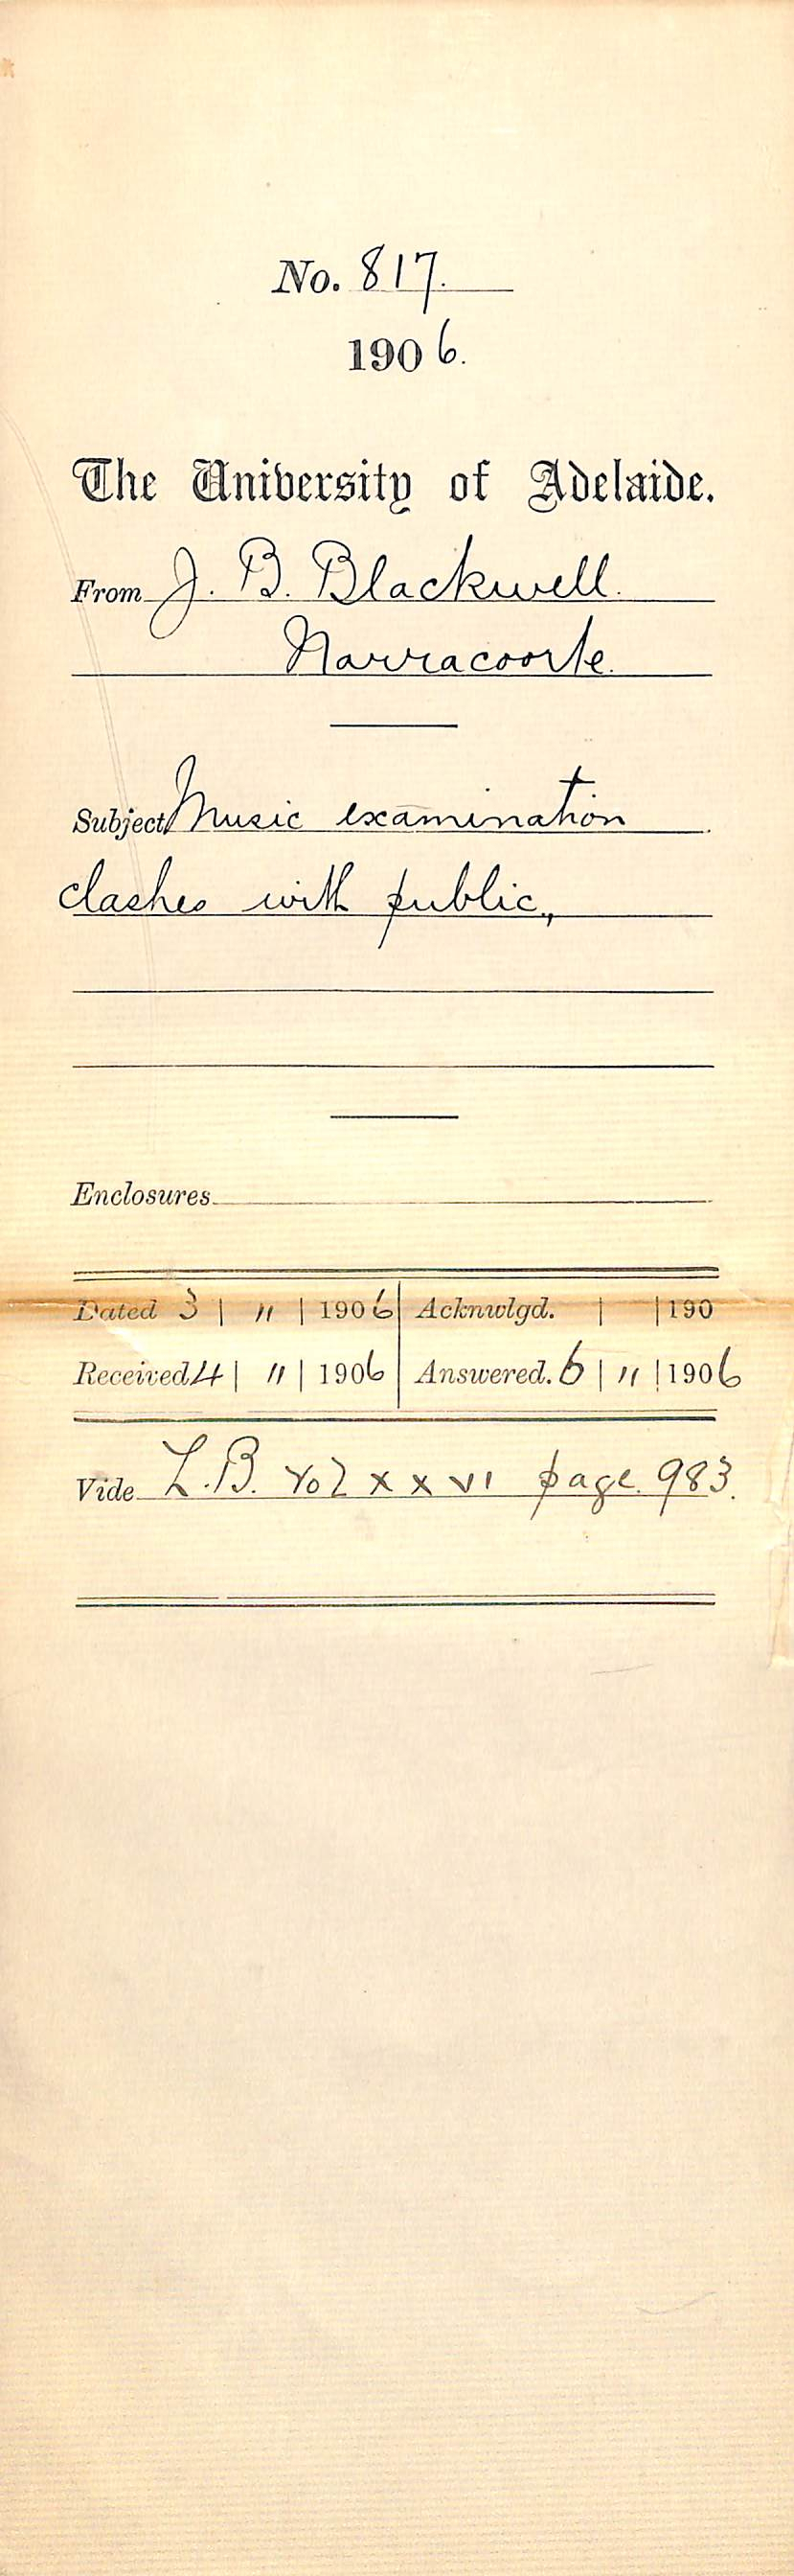 No. 817.
1906.
The University of Adelaide.
From J. B. Blackwell.
Narracoorte.
Subject Music examination
clashes with public.,
Enclosures
Dated 3 | 11 | 1906 Acknwlgd. | | 190
Received 4 | 11 | 1906 Answered. 6 | 11 | 1906
Vide L.B. Vol xxvi page. 983.